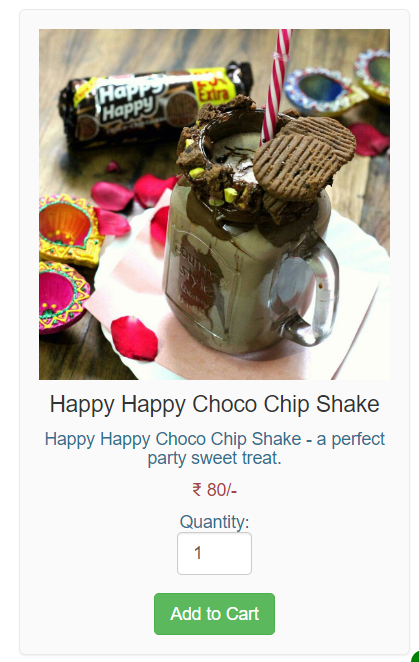 Happy
Happy
Extra
Happy Happy Choco Chip Shake
Happy Happy Choco Chip Shake - a perfect
party sweet treat.
₹ 80/-
Quantity:
1
Add to Cart